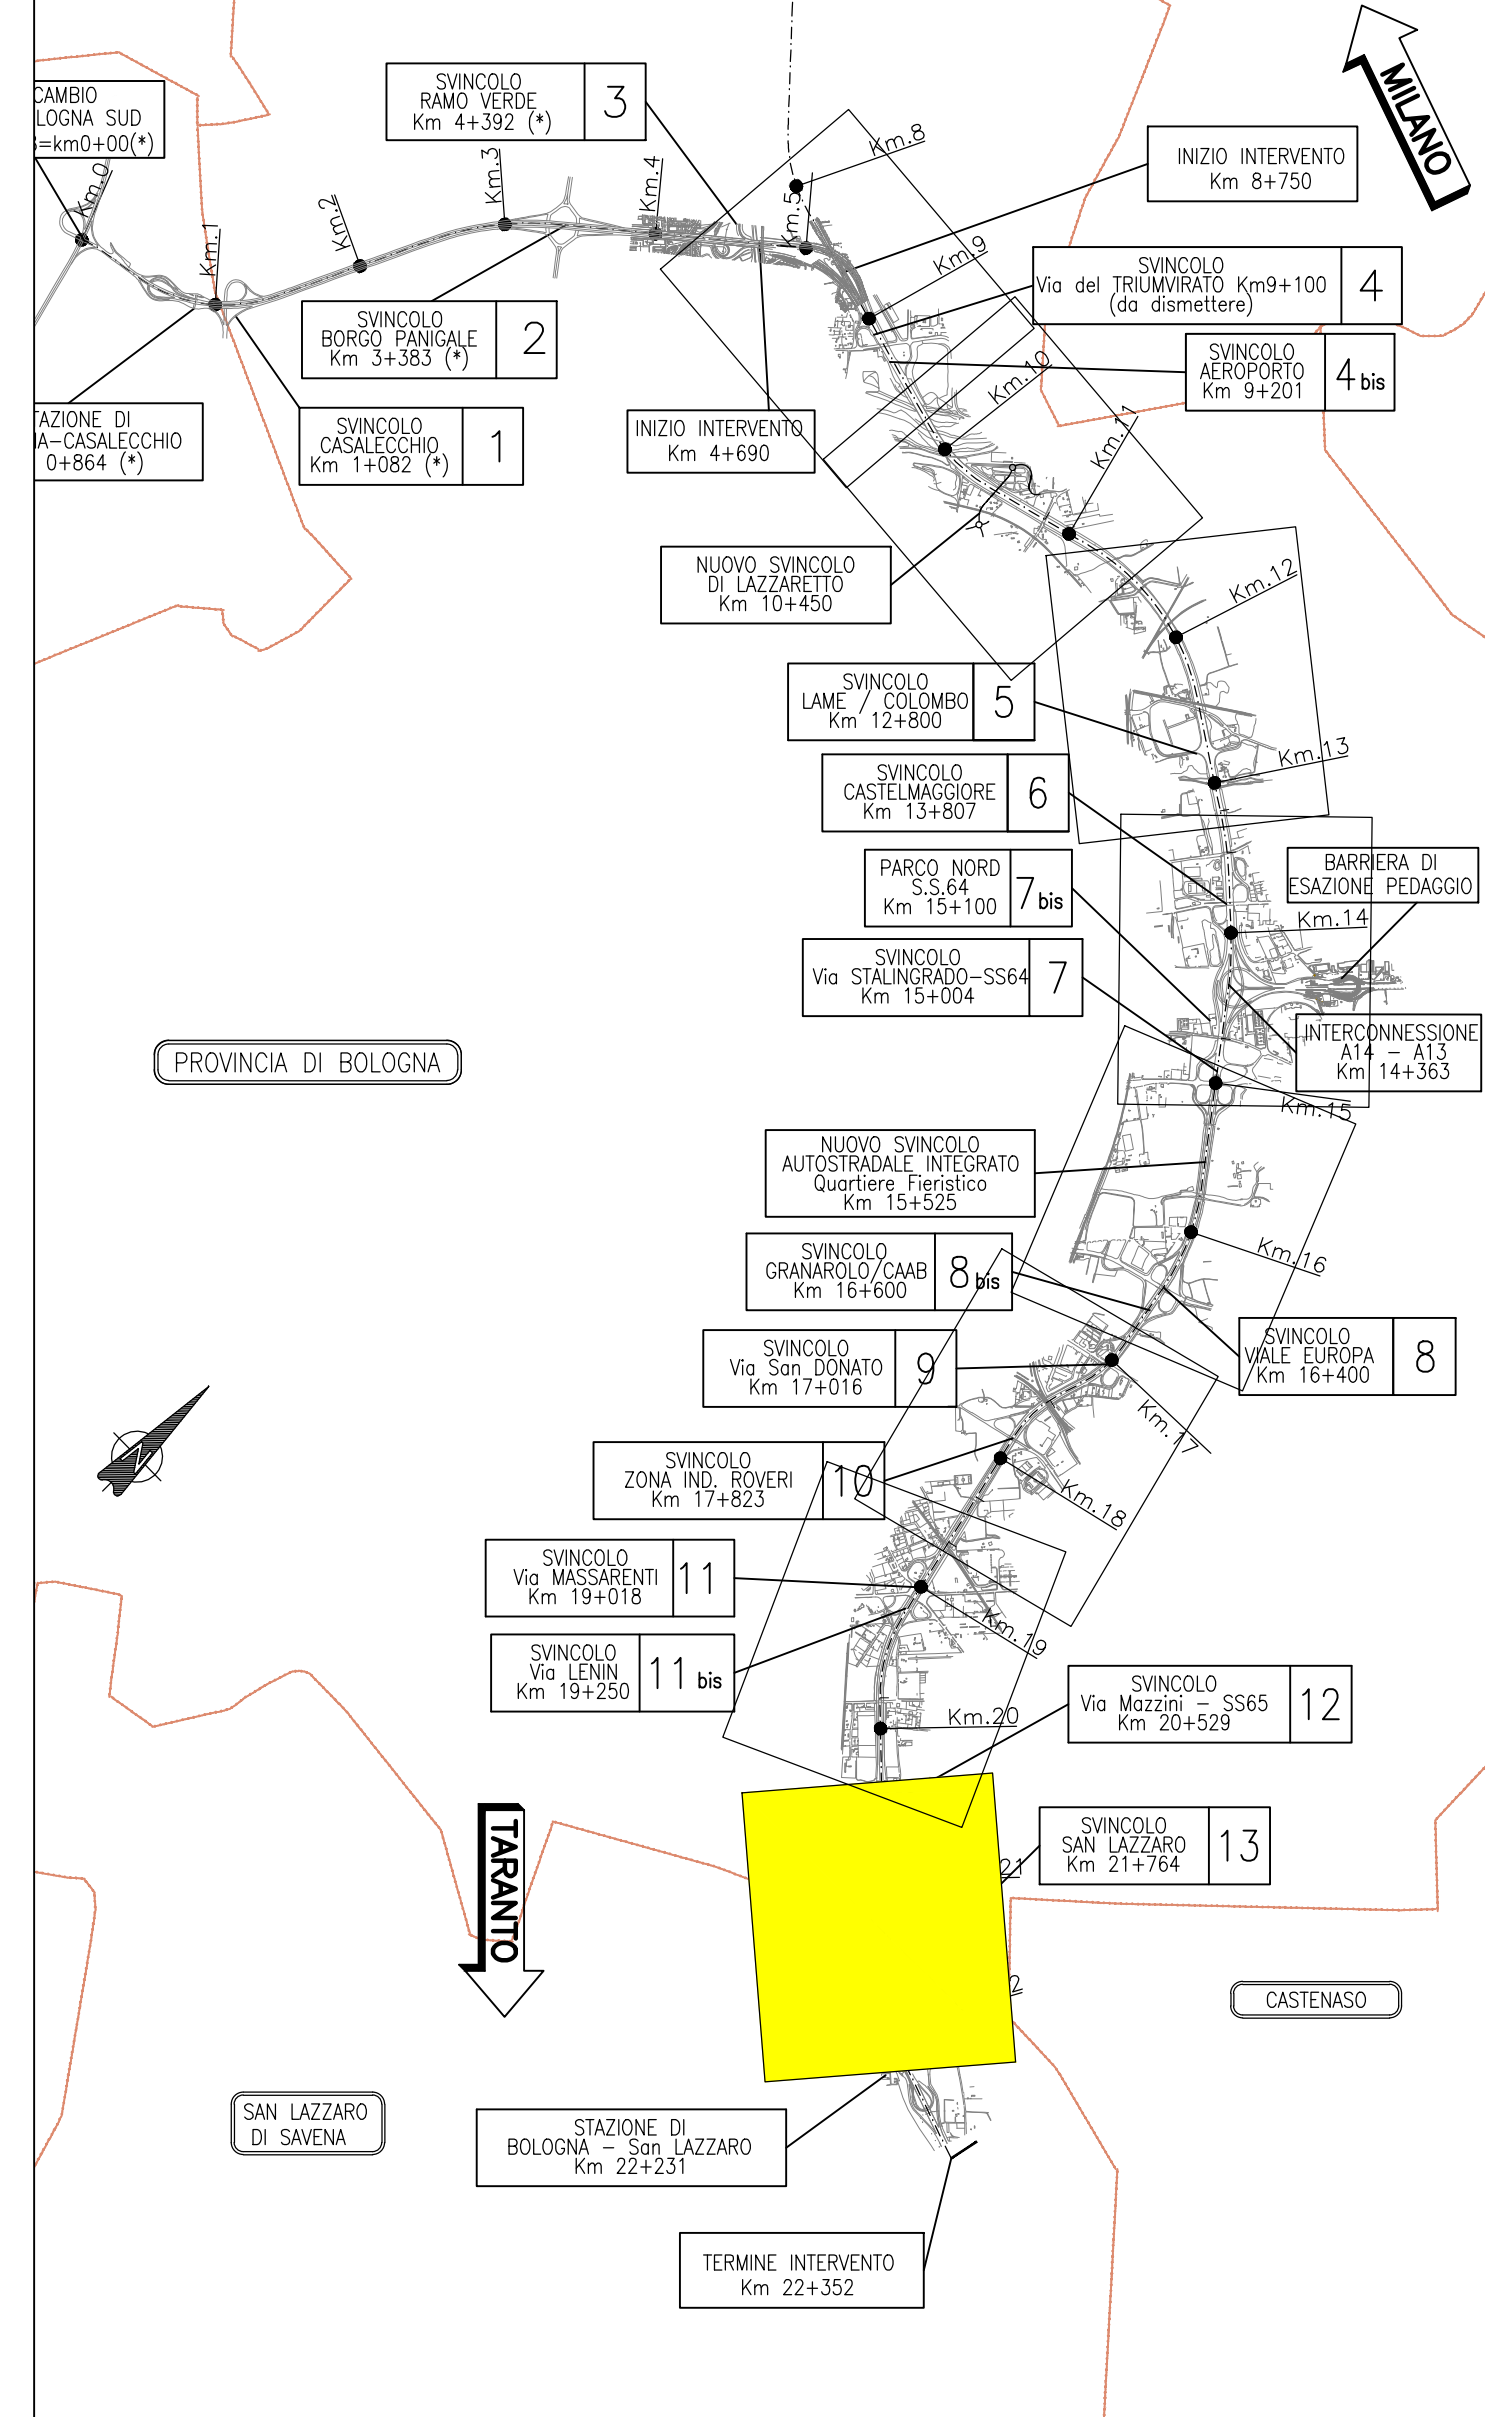 MILANO
CAMBIO
LOGNA SUD
=km0+00(*)
SVINCOLO
RAMO VERDE
Km 4+392 (*)
3
Km.0
Km.1
Km.2
Km.3
Km.4
Km.5
Km.8
INIZIO INTERVENTO
Km 8+750
Km.9
SVINCOLO
Via del TRIUMVIRATO Km9+100
(da dismettere)
4
SVINCOLO
BORGO PANIGALE
Km 3+383 (*)
2
SVINCOLO
AEROPORTO
Km 9+201
4 bis
Km.10
TAZIONE DI
IA-CASALECCHIO
0+864 (*)
SVINCOLO
CASALECCHIO
Km 1+082 (*)
1
INIZIO INTERVENTO
Km 4+690
Km.11
NUOVO SVINCOLO
DI LAZZARETTO
Km 10+450
Km.12
SVINCOLO
LAME / COLOMBO
Km 12+800
5
Km.13
SVINCOLO
CASTELMAGGIORE
Km 13+807
6
PARCO NORD
S.S.64
Km 15+100
7 bis
BARRIERA DI
ESAZIONE PEDAGGIO
Km.14
SVINCOLO
Via STALINGRADO-SS64
Km 15+004
7
INTERCONNESSIONE
A14 - A13
Km 14+363
PROVINCIA DI BOLOGNA
Km.15
NUOVO SVINCOLO
AUTOSTRADALE INTEGRATO
Quartiere Fieristico
Km 15+525
SVINCOLO
GRANAROLO/CAAB
Km 16+600
8 bis
Km.16
SVINCOLO
Via San DONATO
Km 17+016
9
SVINCOLO
VIALE EUROPA
Km 16+400
8
Km.17
N
SVINCOLO
ZONA IND. ROVERI
Km 17+823
10
Km.18
SVINCOLO
Via MASSARENTI
Km 19+018
11
Km.19
SVINCOLO
Via LENIN
Km 19+250
11 bis
SVINCOLO
Via Mazzini - SS65
Km 20+529
12
Km.20
TARANTO
SVINCOLO
SAN LAZZARO
Km 21+764
13
21
2
CASTENASO
SAN LAZZARO
DI SAVENA
STAZIONE DI
BOLOGNA - San LAZZARO
Km 22+231
TERMINE INTERVENTO
Km 22+352